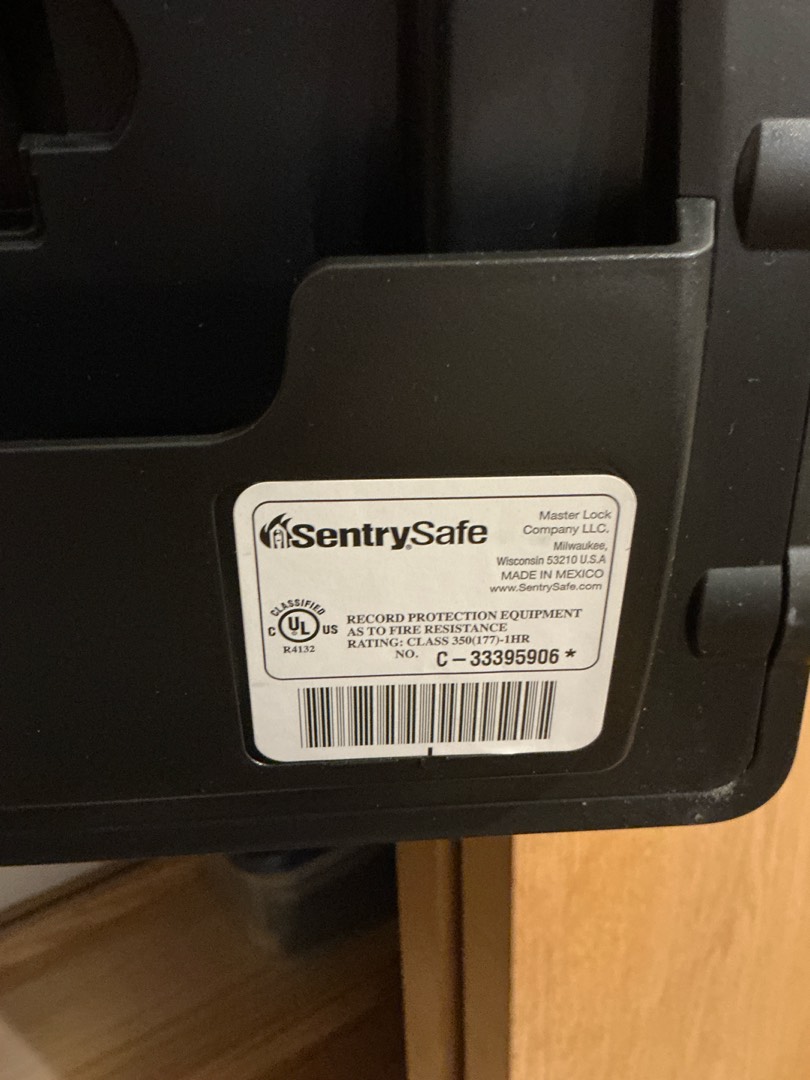 SentrySafe
Master Lock
Company LLC.
Milwaukee,
Wisconsin 53210 U.S.A
MADE IN MEXICO
www.SentrySafe.com
CLASSIFIED
C UL US
R4132
RECORD PROTECTION EQUIPMENT
AS TO FIRE RESISTANCE
RATING: CLASS 350(177)-1HR
NO. C-33395906 *